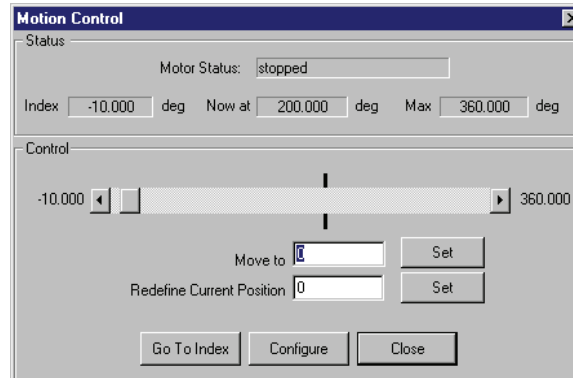 Motion Control
Status
Motor Status: stopped
Index -10.000 deg Now at 200.000 deg Max 360.000 deg
Control
-10.000 360.000
Move to 0 Set
Redefine Current Position 0 Set
Go To Index Configure Close